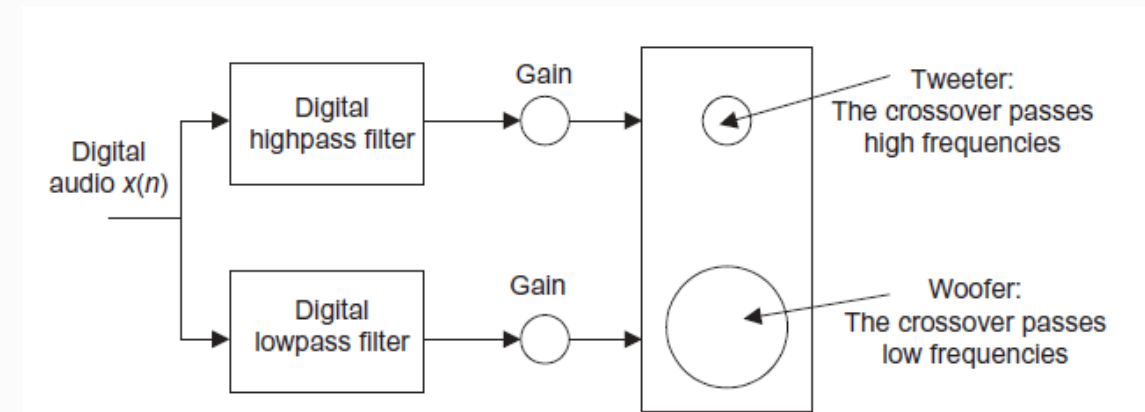 Digital
audio x(n)
Digital
highpass filter
Gain
Tweeter:
The crossover passes
high frequencies
Digital
lowpass filter
Gain
Woofer:
The crossover passes
low frequencies